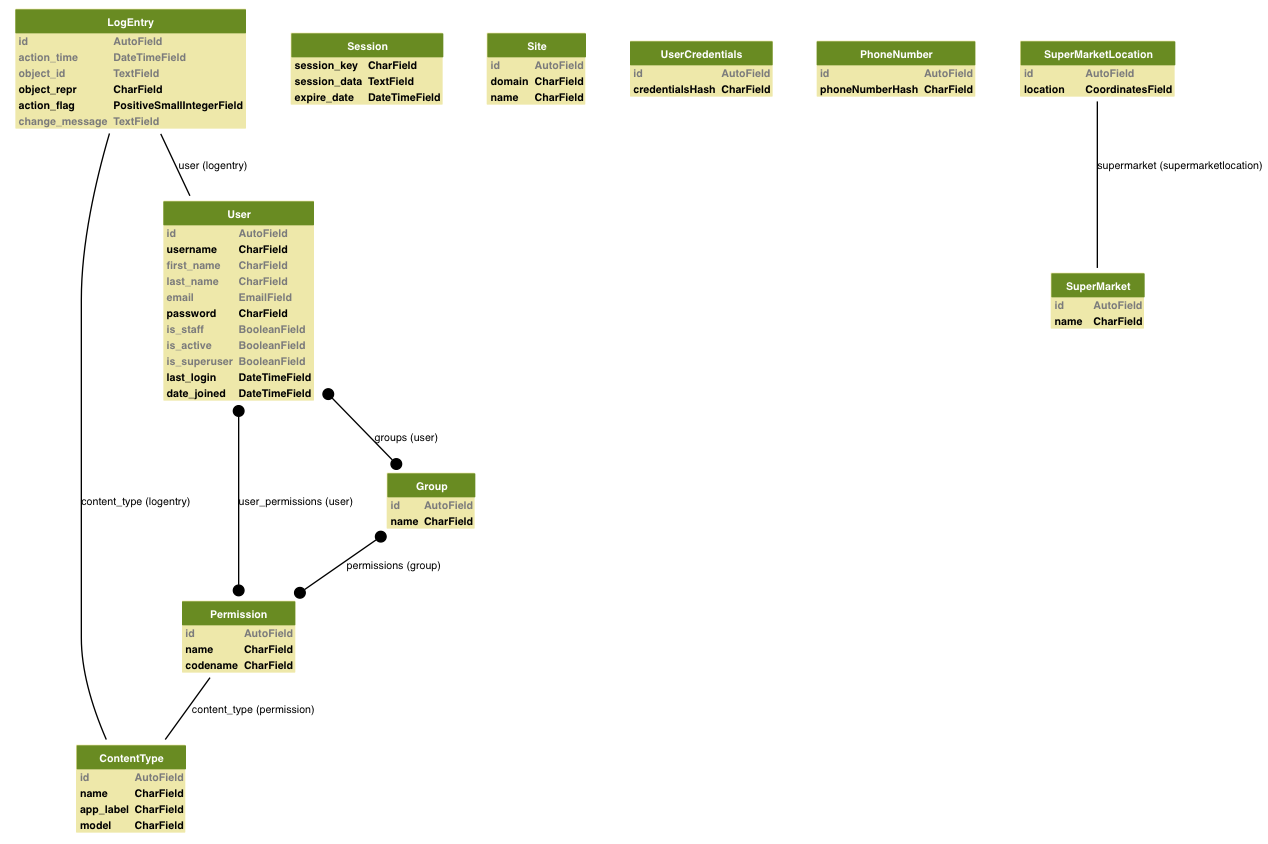 LogEntry
id AutoField
action_time DateTimeField
object_id TextField
object_repr CharField
action_flag PositiveSmallIntegerField
change_message TextField
Session
session_key CharField
session_data TextField
expire_date DateTimeField
Site
id AutoField
domain CharField
name CharField
UserCredentials
id AutoField
credentialsHash CharField
PhoneNumber
id AutoField
phoneNumberHash CharField
SuperMarketLocation
id AutoField
location CoordinatesField
user (logentry)
supermarket (supermarketlocation)
User
id AutoField
username CharField
first_name CharField
last_name CharField
email EmailField
password CharField
is_staff BooleanField
is_active BooleanField
is_superuser BooleanField
last_login DateTimeField
date_joined DateTimeField
SuperMarket
id AutoField
name CharField
groups (user)
content_type (logentry)
user_permissions (user)
Group
id AutoField
name CharField
permissions (group)
Permission
id AutoField
name CharField
codename CharField
content_type (permission)
ContentType
id AutoField
name CharField
app_label CharField
model CharField